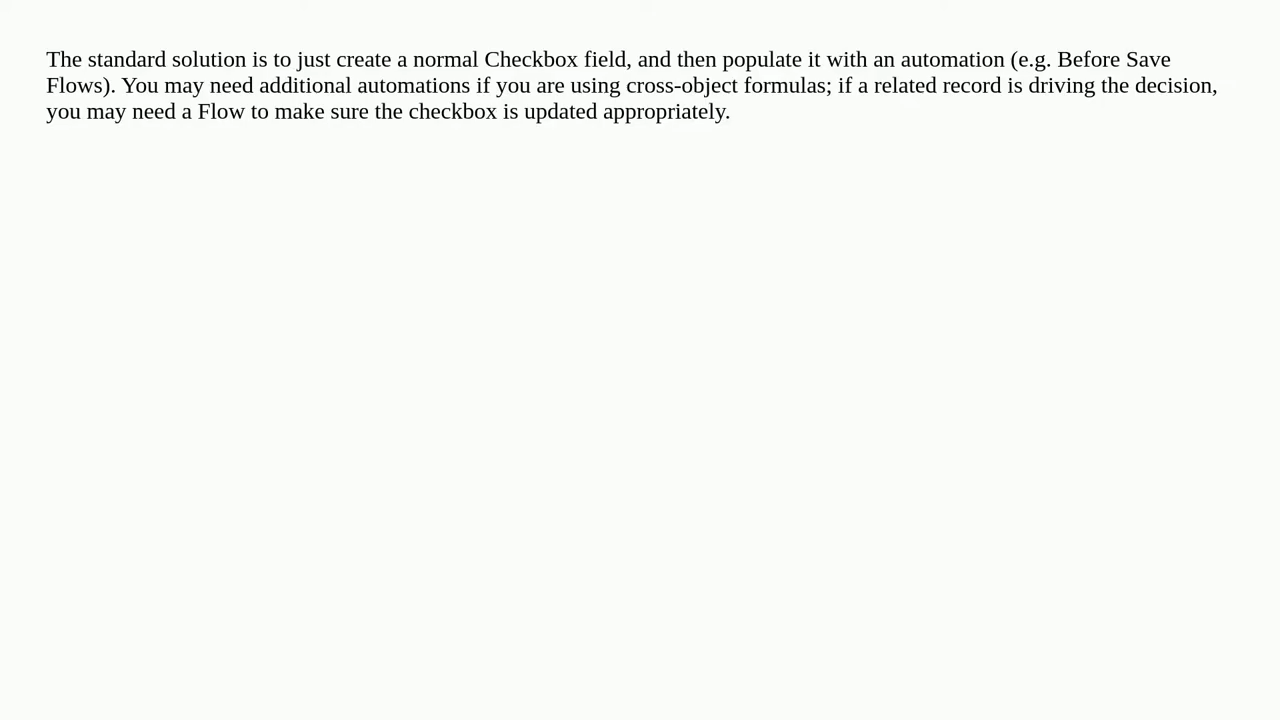 The standard solution is to just create a normal Checkbox field, and then populate it with an automation (e.g. Before Save
Flows). You may need additional automations if you are using cross-object formulas; if a related record is driving the decision,
you may need a Flow to make sure the checkbox is updated appropriately.